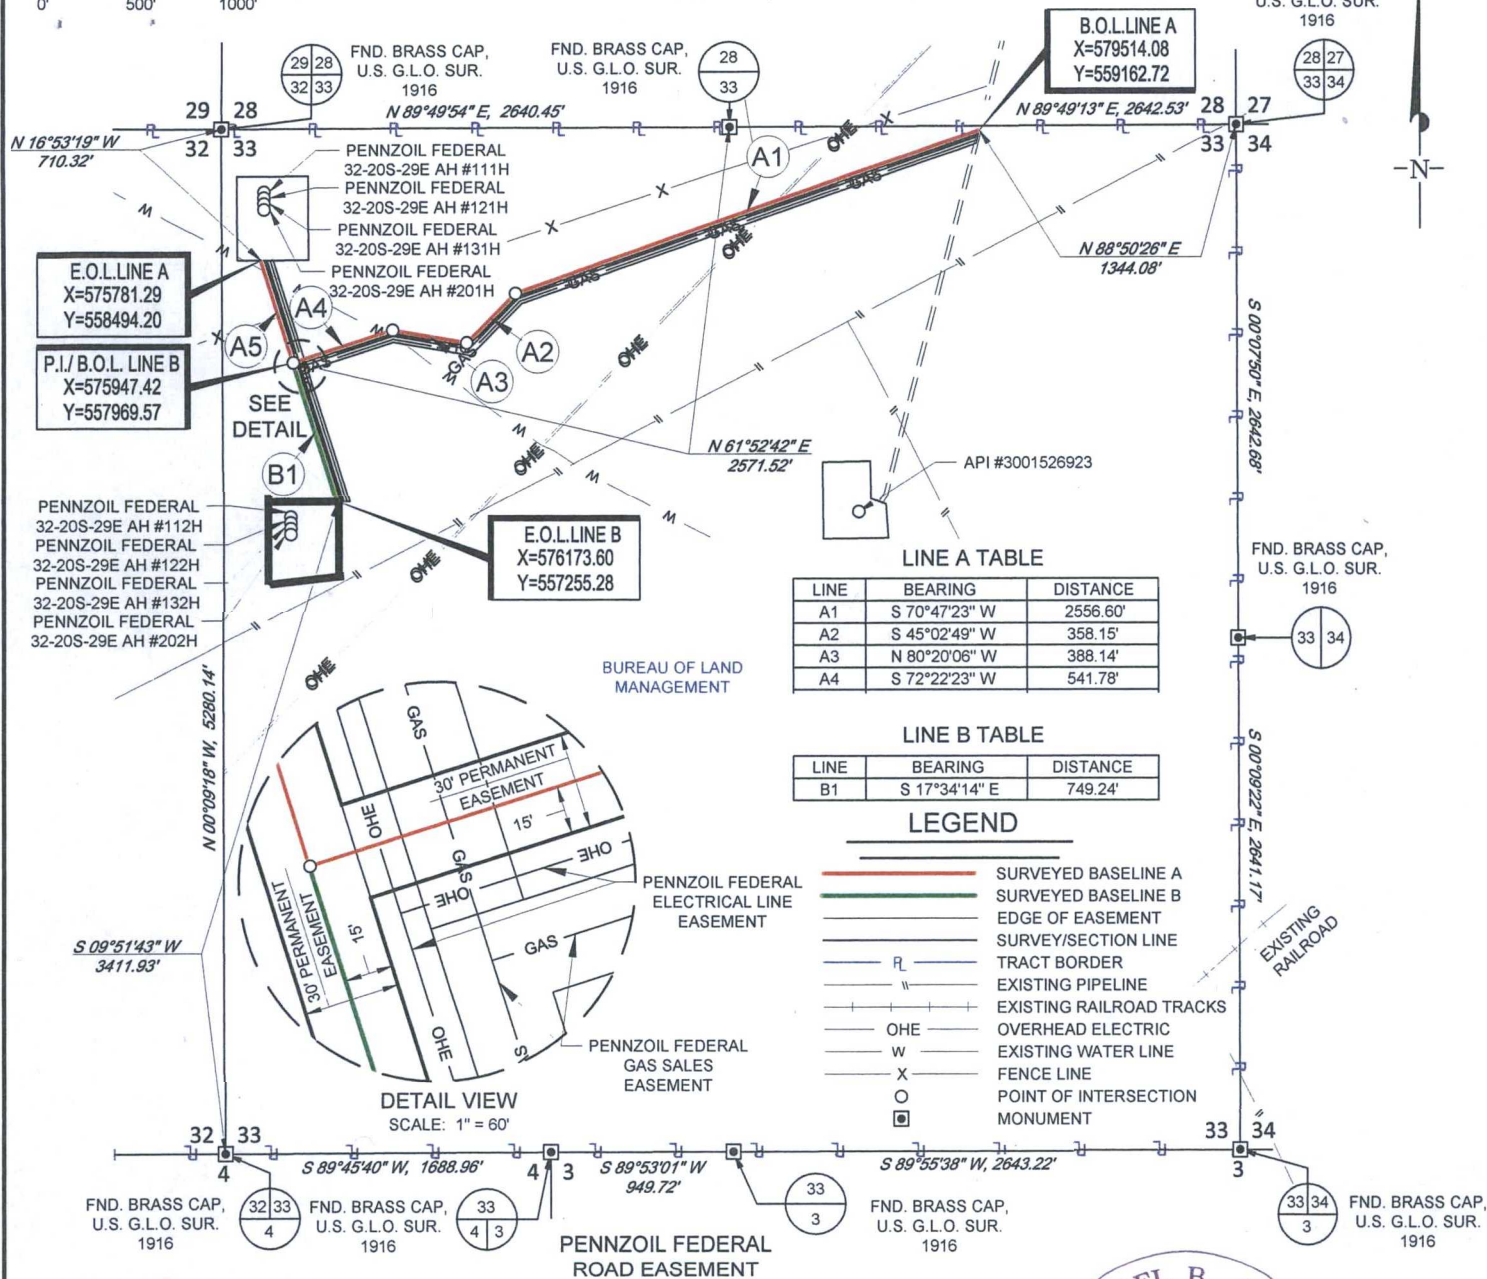 0' 500' 1000'
U.S. G.L.O. SUR.
1916
B.O.L.LINE A
X=579514.08
Y=559162.72
29 28
32 33
FND. BRASS CAP,
U.S. G.L.O. SUR.
1916
FND. BRASS CAP,
U.S. G.L.O. SUR.
1916
28
33
28 27
33 34
29 28
32 33
N 89°49'54" E, 2640.45'
N 89°49'13" E, 2642.53'
28 27
33 34
N 16°53'19" W
710.32'
PENNZOIL FEDERAL
32-20S-29E AH #111H
PENNZOIL FEDERAL
32-20S-29E AH #121H
PENNZOIL FEDERAL
32-20S-29E AH #131H
PENNZOIL FEDERAL
32-20S-29E AH #201H
A1
OHE
GAS
-N-
N 88°50'26" E
1344.08'
E.O.L.LINE A
X=575781.29
Y=558494.20
P.I./ B.O.L. LINE B
X=575947.42
Y=557969.57
A5
A4
A3
A2
SEE
DETAIL
B1
S 00°07'50" E, 2642.68'
N 61°52'42" E
2571.52'
API #3001526923
PENNZOIL FEDERAL
32-20S-29E AH #112H
PENNZOIL FEDERAL
32-20S-29E AH #122H
PENNZOIL FEDERAL
32-20S-29E AH #132H
PENNZOIL FEDERAL
32-20S-29E AH #202H
E.O.L.LINE B
X=576173.60
Y=557255.28
FND. BRASS CAP,
U.S. G.L.O. SUR.
1916
33 34
LINE A TABLE
LINE BEARING DISTANCE
A1 S 70°47'23" W 2556.60'
A2 S 45°02'49" W 358.15'
A3 N 80°20'06" W 388.14'
A4 S 72°22'23" W 541.78'
BUREAU OF LAND
MANAGEMENT
LINE B TABLE
LINE BEARING DISTANCE
B1 S 17°34'14" E 749.24'
N 00°09'18" W, 5280.14'
S 00°09'22" E, 2641.17'
GAS
30' PERMANENT
EASEMENT
15'
OHE
GAS
OHE
OHE
30' PERMANENT
EASEMENT
15'
GAS
OHE
PENNZOIL FEDERAL
ELECTRICAL LINE
EASEMENT
PENNZOIL FEDERAL
GAS SALES
EASEMENT
DETAIL VIEW
SCALE: 1" = 60'
LEGEND
SURVEYED BASELINE A
SURVEYED BASELINE B
EDGE OF EASEMENT
SURVEY/SECTION LINE
PL TRACT BORDER
EXISTING PIPELINE
EXISTING RAILROAD TRACKS
OHE OVERHEAD ELECTRIC
W EXISTING WATER LINE
X FENCE LINE
POINT OF INTERSECTION
MONUMENT
EXISTING
RAILROAD
S 09°51'43" W
3411.93'
32 33
4
S 89°45'40" W, 1688.96'
4 3
S 89°53'01" W
949.72'
S 89°55'38" W, 2643.22'
33 34
3
FND. BRASS CAP,
U.S. G.L.O. SUR.
1916
32 33
4
FND. BRASS CAP,
U.S. G.L.O. SUR.
1916
33
4 3
33
3
FND. BRASS CAP,
U.S. G.L.O. SUR.
1916
33 34
3
FND. BRASS CAP,
U.S. G.L.O. SUR.
1916
PENNZOIL FEDERAL
ROAD EASEMENT